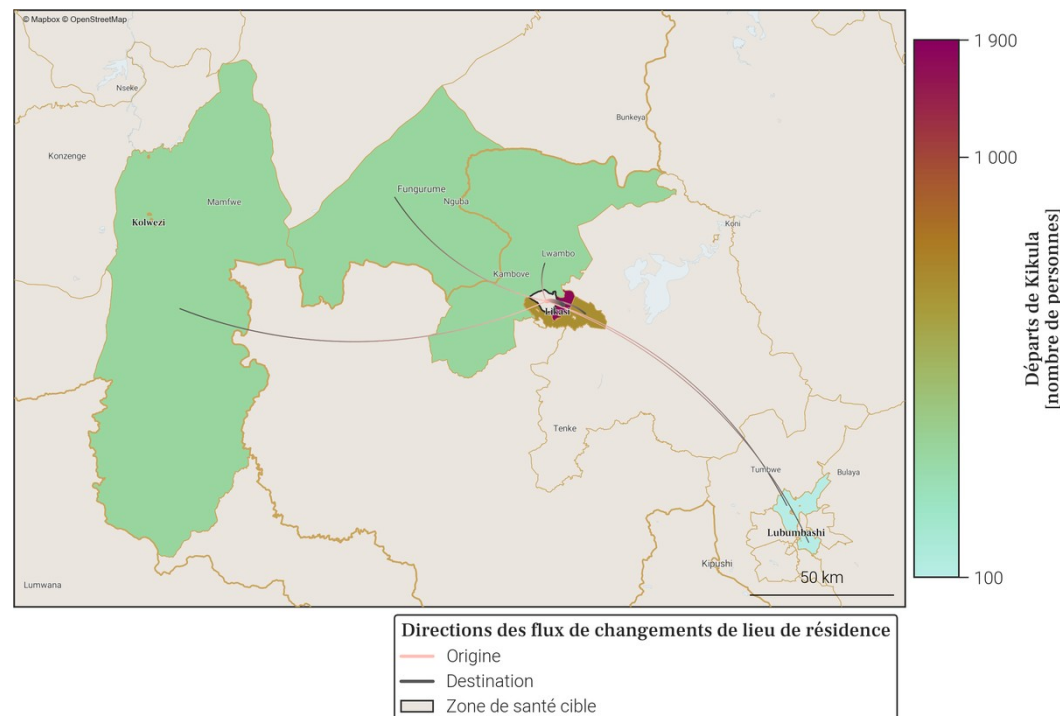 © Mapbox © OpenStreetMap
Nseke
Konzenge
Bunkeya
Fungurume
Mamfwe
Nguba
Kolwezi
Koni
Lwambo
Kambove
Likasi
Tenke
Tumbwe
Bulaya
Lubumbashi
Kipushi
Lumwana
50 km
1 900
1 000
100
Départs de Kikula
[nombre de personnes]
Directions des flux de changements de lieu de résidence
Origine
Destination
Zone de santé cible